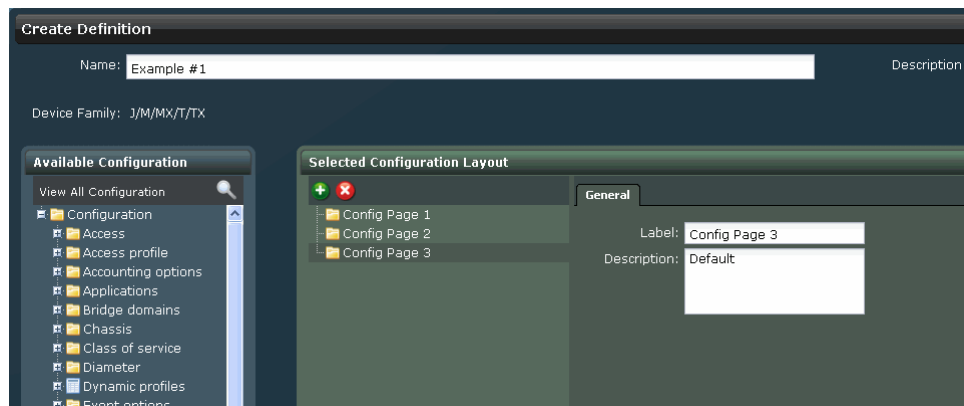 Create Definition
Name: Example #1
Description
Device Family: J/M/MX/T/TX
Available Configuration
View All Configuration
Configuration
Access
Access profile
Accounting options
Applications
Bridge domains
Chassis
Class of service
Diameter
Dynamic profiles
Event options
Selected Configuration Layout
Config Page 1
Config Page 2
Config Page 3
General
Label: Config Page 3
Description: Default